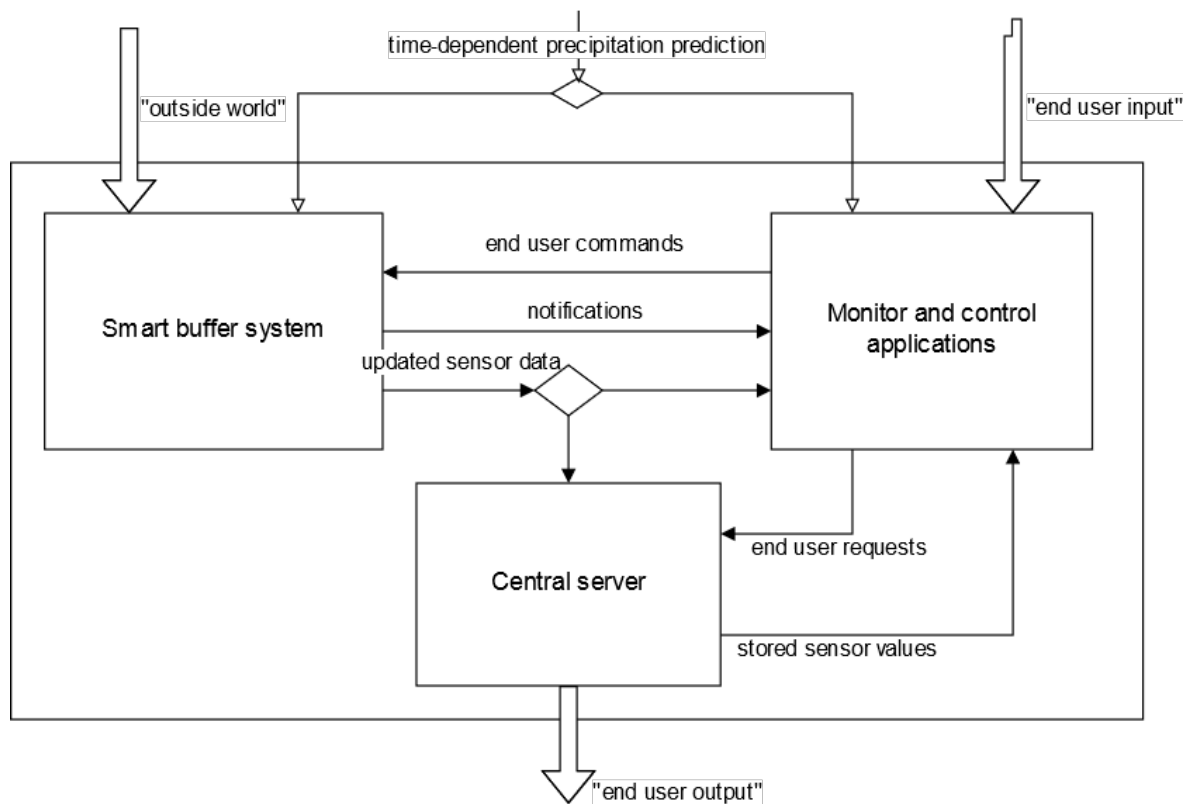 time-dependent precipitation prediction
"outside world"
"end user input"
end user commands
Smart buffer system
notifications
Monitor and control
applications
updated sensor data
end user requests
Central server
stored sensor values
"end user output"